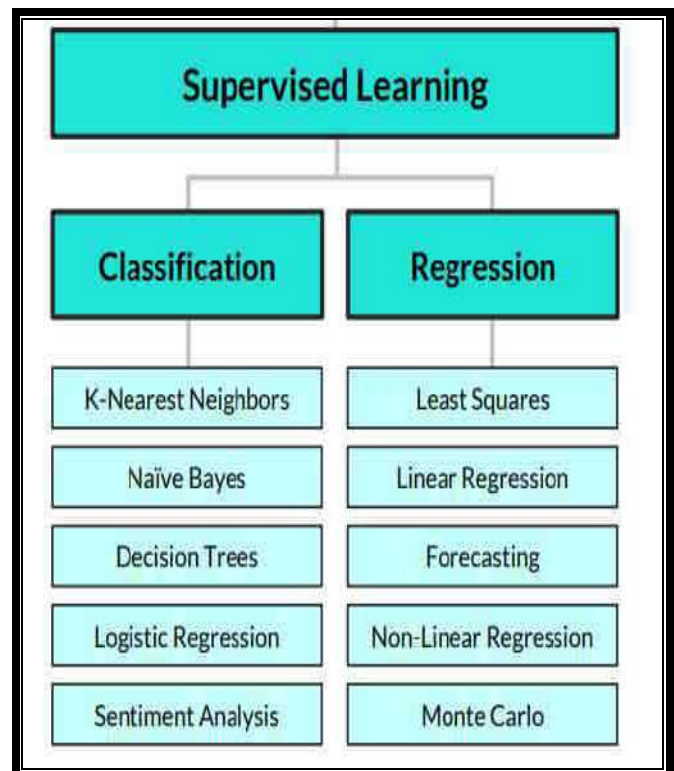 Supervised Learning
Classification
Regression
K-Nearest Neighbors
Naïve Bayes
Decision Trees
Logistic Regression
Sentiment Analysis
Least Squares
Linear Regression
Forecasting
Non-Linear Regression
Monte Carlo